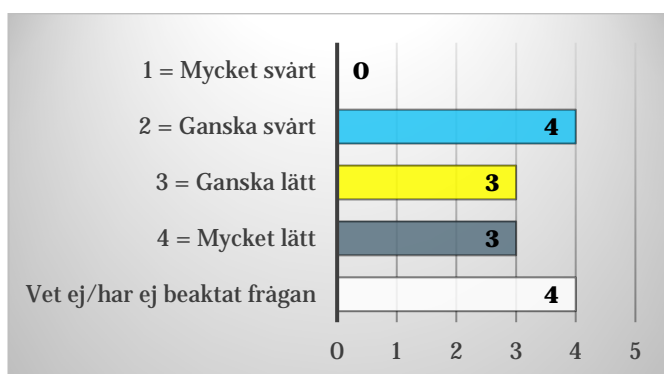 1 = Mycket svårt 0
2 = Ganska svårt 4
3 = Ganska lätt 3
4 = Mycket lätt 3
Vet ej/har ej beaktat frågan 4
0 1 2 3 4 5